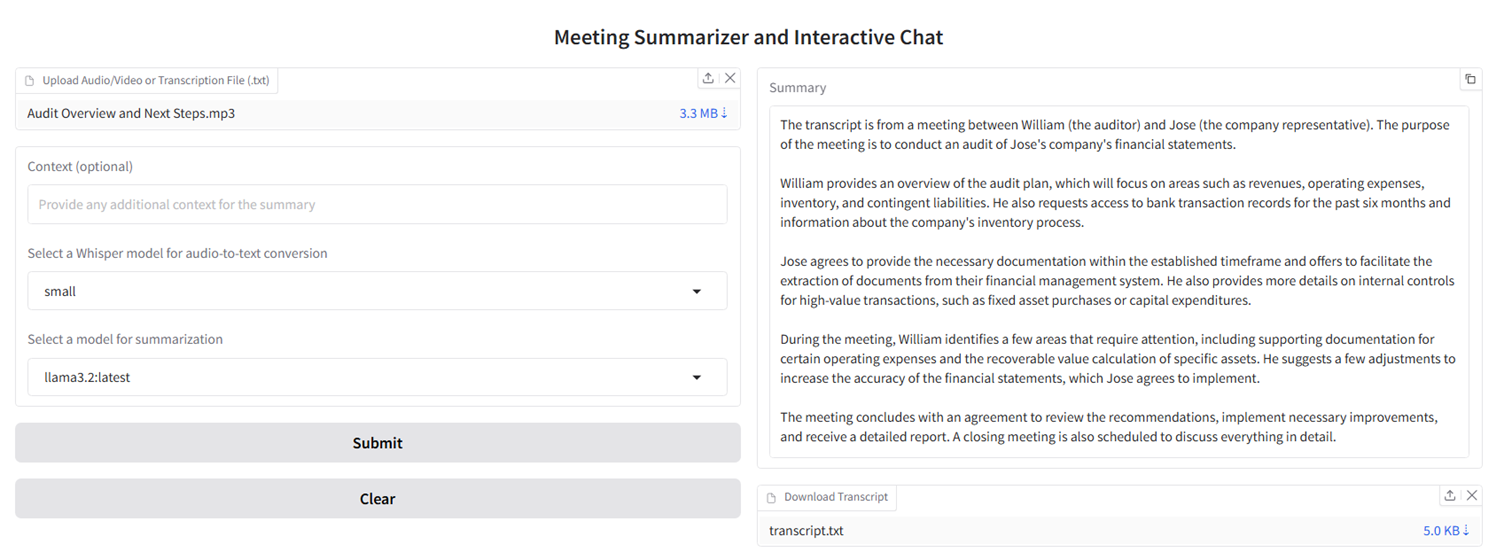 Meeting Summarizer and Interactive Chat
Upload Audio/Video or Transcription File (.txt)
Audit Overview and Next Steps.mp3
3.3 MB⇣
Context (optional)
Provide any additional context for the summary
Select a Whisper model for audio-to-text conversion
small
Select a model for summarization
llama3.2:latest
Submit
Clear
Summary
The transcript is from a meeting between William (the auditor) and Jose (the company representative). The purpose
of the meeting is to conduct an audit of Jose's company's financial statements.
William provides an overview of the audit plan, which will focus on areas such as revenues, operating expenses,
inventory, and contingent liabilities. He also requests access to bank transaction records for the past six months and
information about the company's inventory process.
Jose agrees to provide the necessary documentation within the established timeframe and offers to facilitate the
extraction of documents from their financial management system. He also provides more details on internal controls
for high-value transactions, such as fixed asset purchases or capital expenditures.
During the meeting, William identifies a few areas that require attention, including supporting documentation for
certain operating expenses and the recoverable value calculation of specific assets. He suggests a few adjustments to
increase the accuracy of the financial statements, which Jose agrees to implement.
The meeting concludes with an agreement to review the recommendations, implement necessary improvements,
and receive a detailed report. A closing meeting is also scheduled to discuss everything in detail.
Download Transcript
transcript.txt
5.0 KB⇣